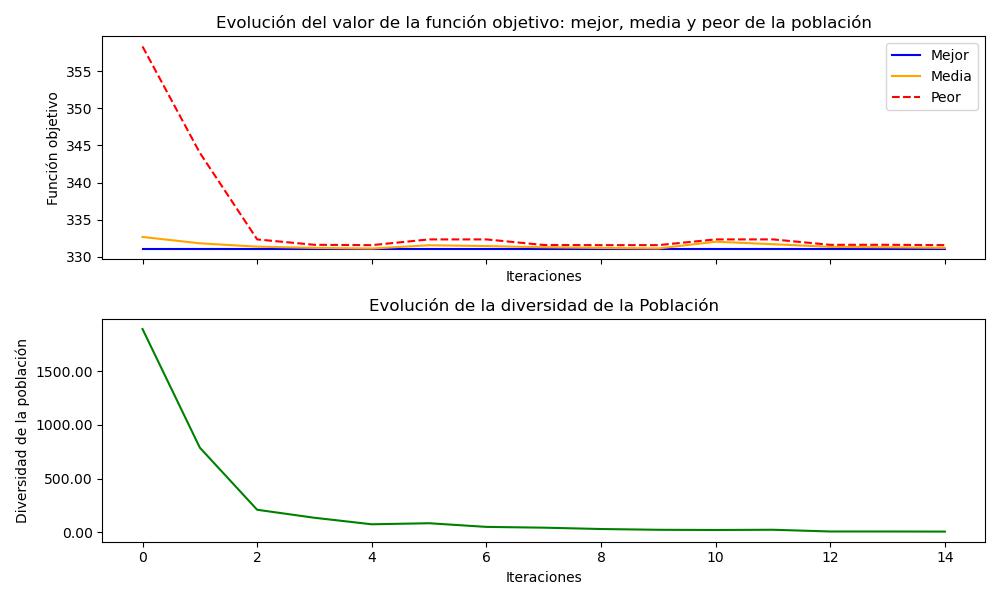 Evolución del valor de la función objetivo: mejor, media y peor de la población
Función objetivo
355
350
345
340
335
330
Mejor
Media
Peor
Iteraciones
Evolución de la diversidad de la Población
Diversidad de la población
1500.00
1000.00
500.00
0.00
0 2 4 6 8 10 12 14
Iteraciones